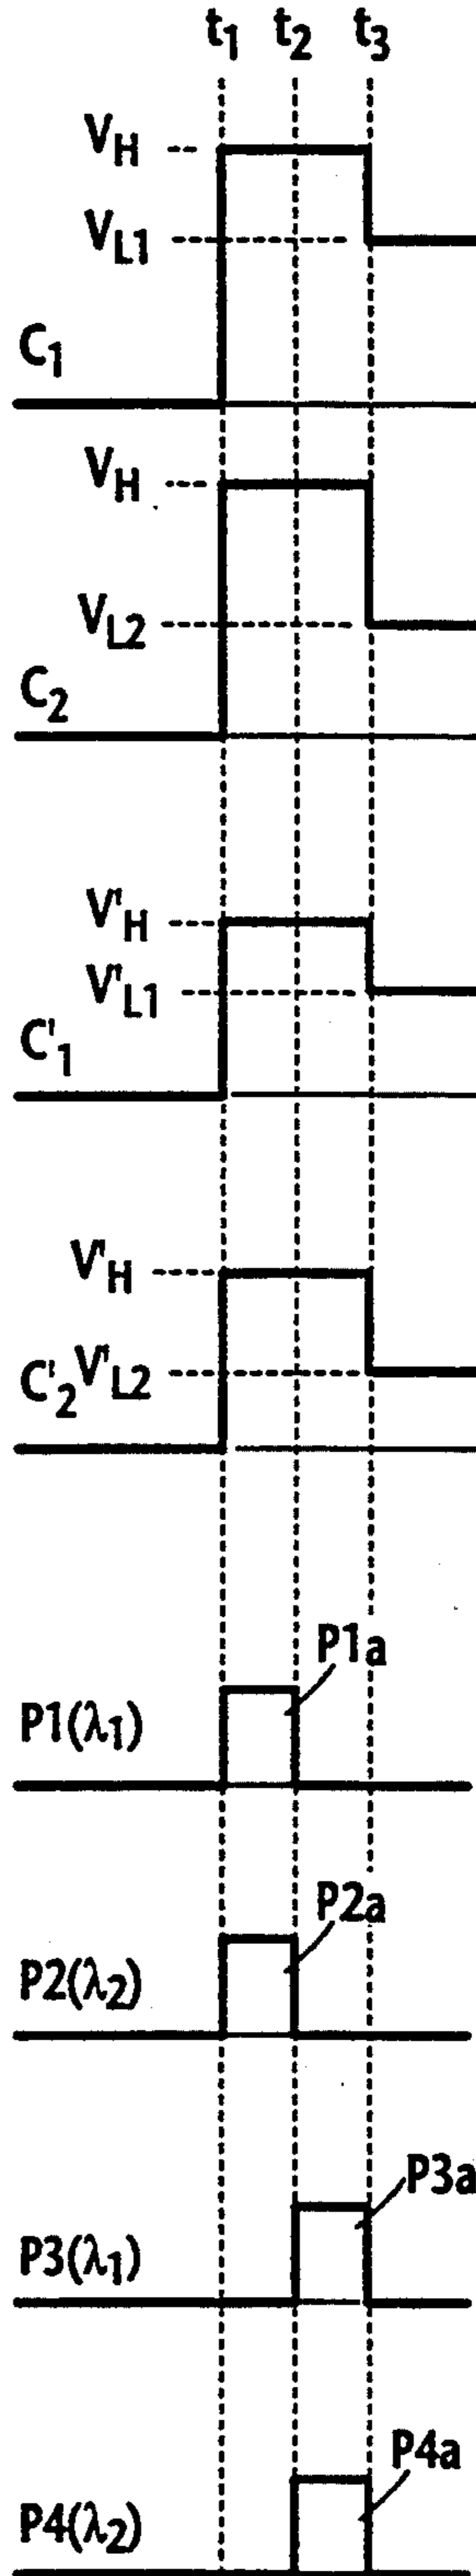 t1 t2 t3
VH
VL1
C1
VH
VL2
C2
V'H
V'L1
C'1
V'H
C'2 V'L2
P1a
P1(λ1)
P2a
P2(λ2)
P3a
P3(λ1)
P4a
P4(λ2)